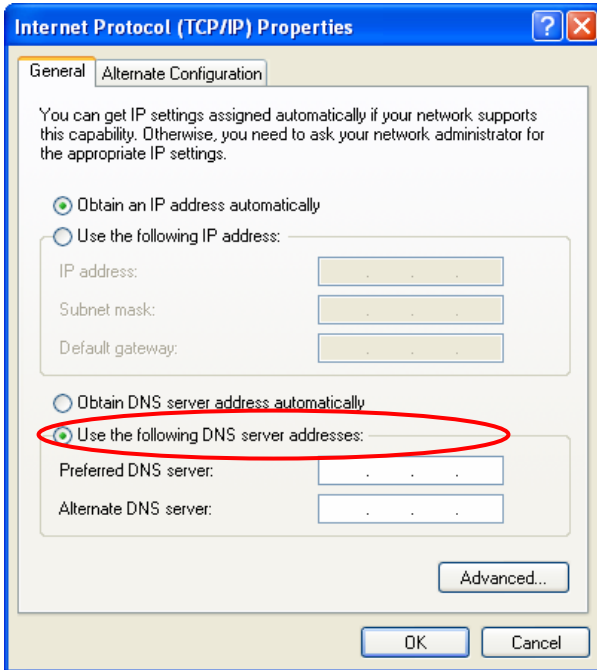 Internet Protocol (TCP/IP) Properties
General
Alternate Configuration
You can get IP settings assigned automatically if your network supports
this capability. Otherwise, you need to ask your network administrator for
the appropriate IP settings.
Obtain an IP address automatically
Use the following IP address:
IP address:
Subnet mask:
Default gateway:
Obtain DNS server address automatically
Use the following DNS server addresses:
Preferred DNS server:
Alternate DNS server:
Advanced...
OK
Cancel